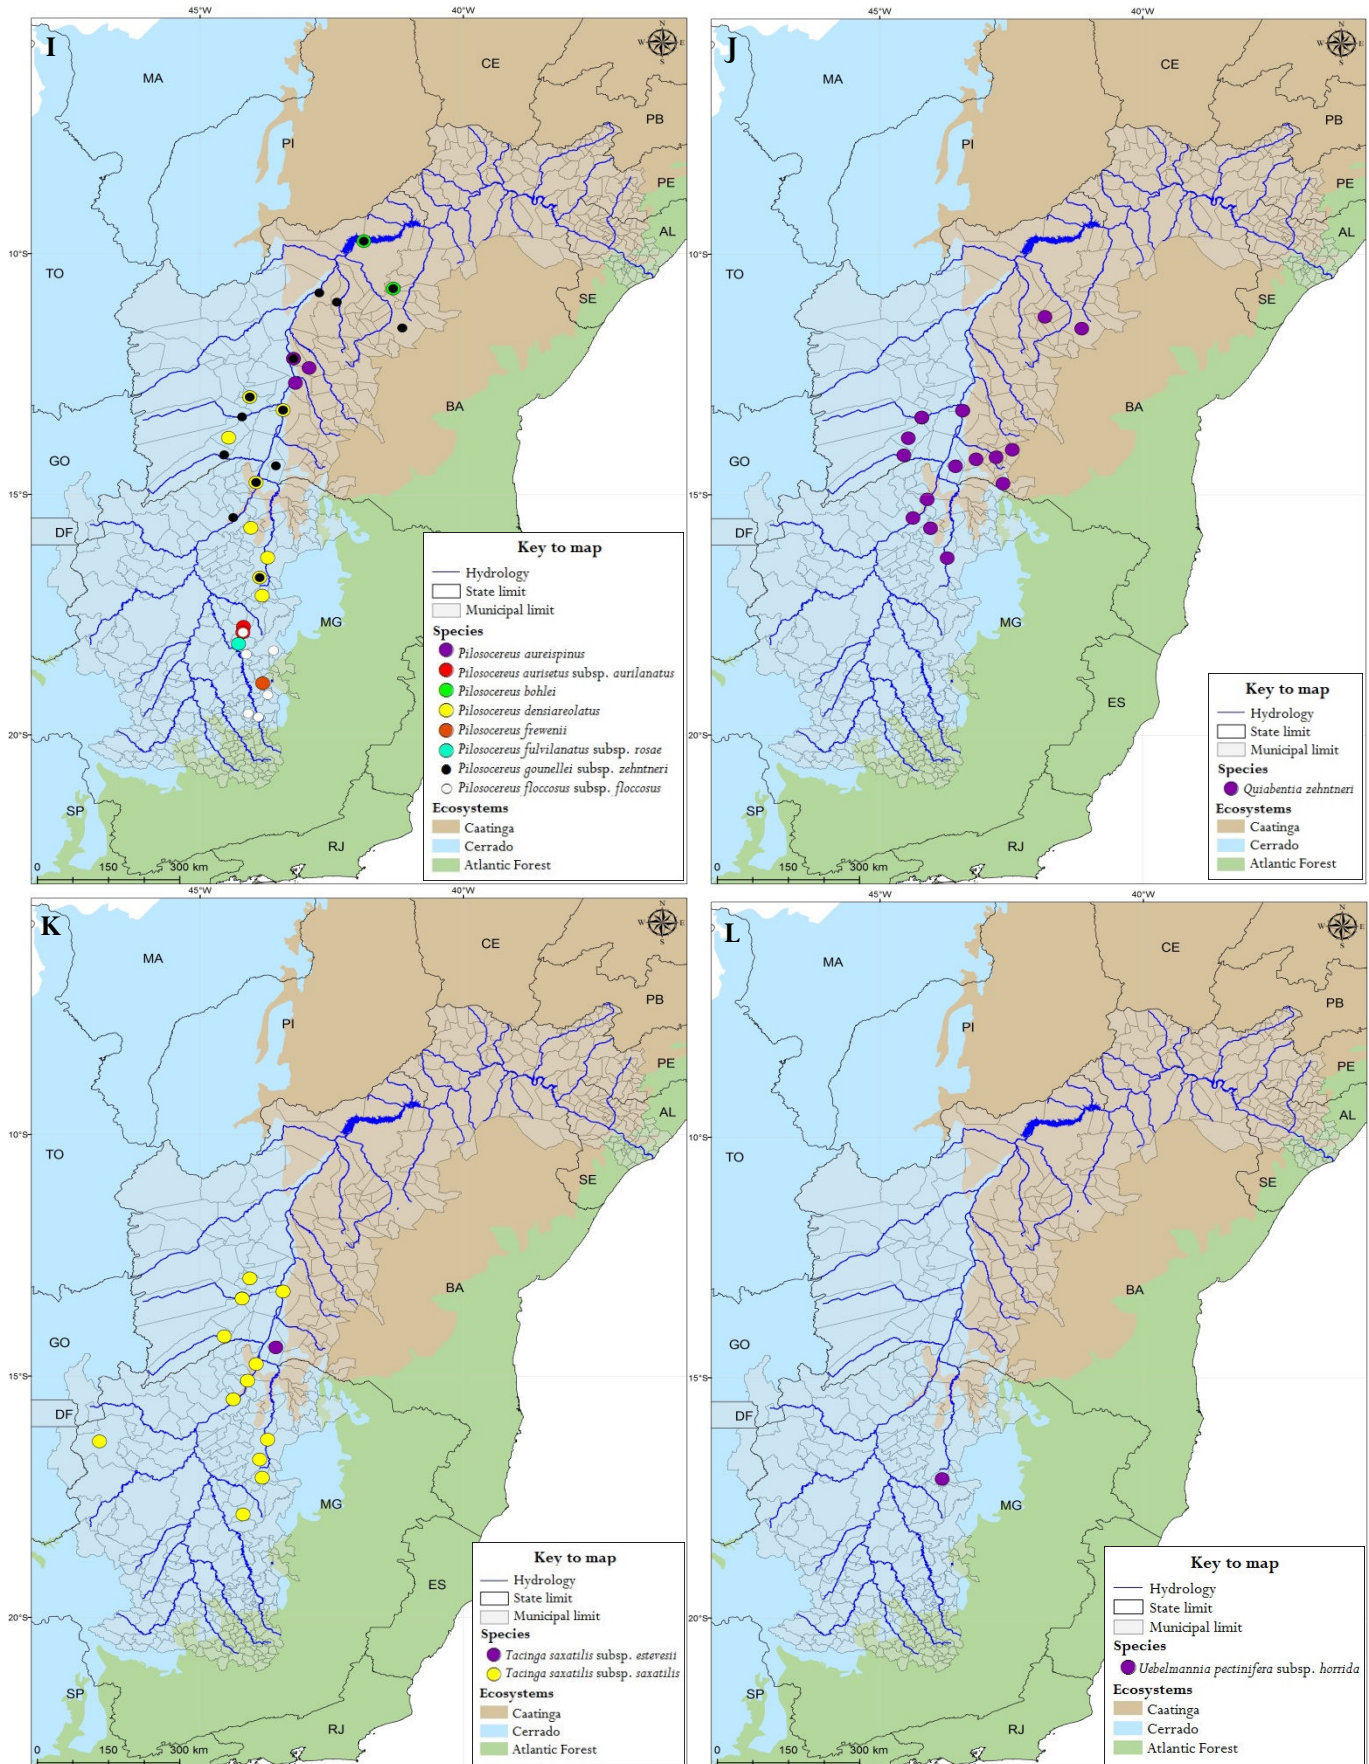 45°W 40°W
I
N
W E
S
MA
CE
PB
PI
PE
AL
10°S
TO
SE
BA
GO
15°S
DF
MG
20°S
SP
RJ
0 150 300 km
Key to map
Hydrology
State limit
Municipal limit
Species
Pilosocereus aureispinus
Pilosocereus aurisetus subsp. aurilanatus
Pilosocereus bohlei
Pilosocereus densiareolatus
Pilosocereus frewenii
Pilosocereus fulvilanatus subsp. rosae
Pilosocereus gounellei subsp. zehntneri
Pilosocereus floccosus subsp. floccosus
Ecosystems
Caatinga
Cerrado
Atlantic Forest
45°W 40°W
J
N
W E
S
MA
CE
PB
PI
PE
AL
10°S
TO
SE
BA
GO
15°S
DF
MG
ES
20°S
SP
RJ
0 150 300 km
Key to map
Hydrology
State limit
Municipal limit
Species
Quiabentia zehntneri
Ecosystems
Caatinga
Cerrado
Atlantic Forest
45°W 40°W
K
N
W E
S
MA
CE
PB
PI
PE
AL
10°S
TO
SE
BA
GO
15°S
DF
MG
ES
20°S
SP
RJ
0 150 300 km
Key to map
Hydrology
State limit
Municipal limit
Species
Tacinga saxatilis subsp. estevesii
Tacinga saxatilis subsp. saxatilis
Ecosystems
Caatinga
Cerrado
Atlantic Forest
45°W 40°W
L
N
W E
S
MA
CE
PB
PI
PE
AL
10°S
TO
SE
BA
GO
15°S
DF
MG
20°S
SP
RJ
0 150 300 km
Key to map
Hydrology
State limit
Municipal limit
Species
Uebelmannia pectinifera subsp. horrida
Ecosystems
Caatinga
Cerrado
Atlantic Forest